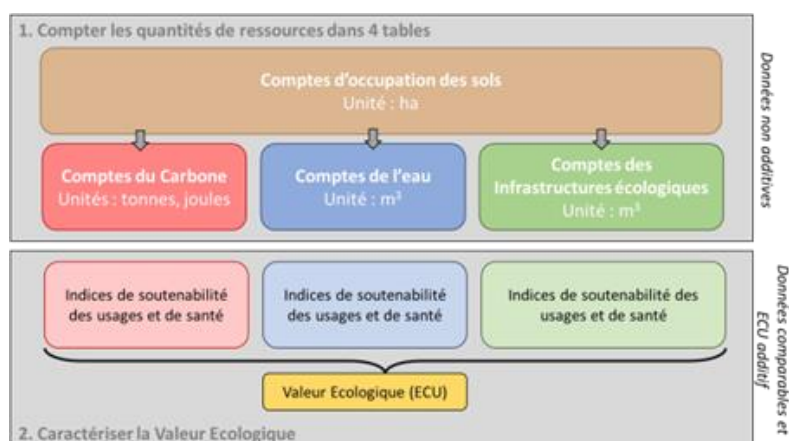 1. Compter les quantités de ressources dans 4 tables
Comptes d'occupation des sols
Unité : ha
Comptes du Carbone
Unités : tonnes, joules
Comptes de l'eau
Unité : m³
Comptes des
Infrastructures écologiques
Unité : m³
Données non additives
Indices de soutenabilité
des usages et de santé
Indices de soutenabilité
des usages et de santé
Indices de soutenabilité des
usages et de santé
Valeur Ecologique (ECU)
2. Caractériser la Valeur Ecologique
Données comparables et
ECU additif